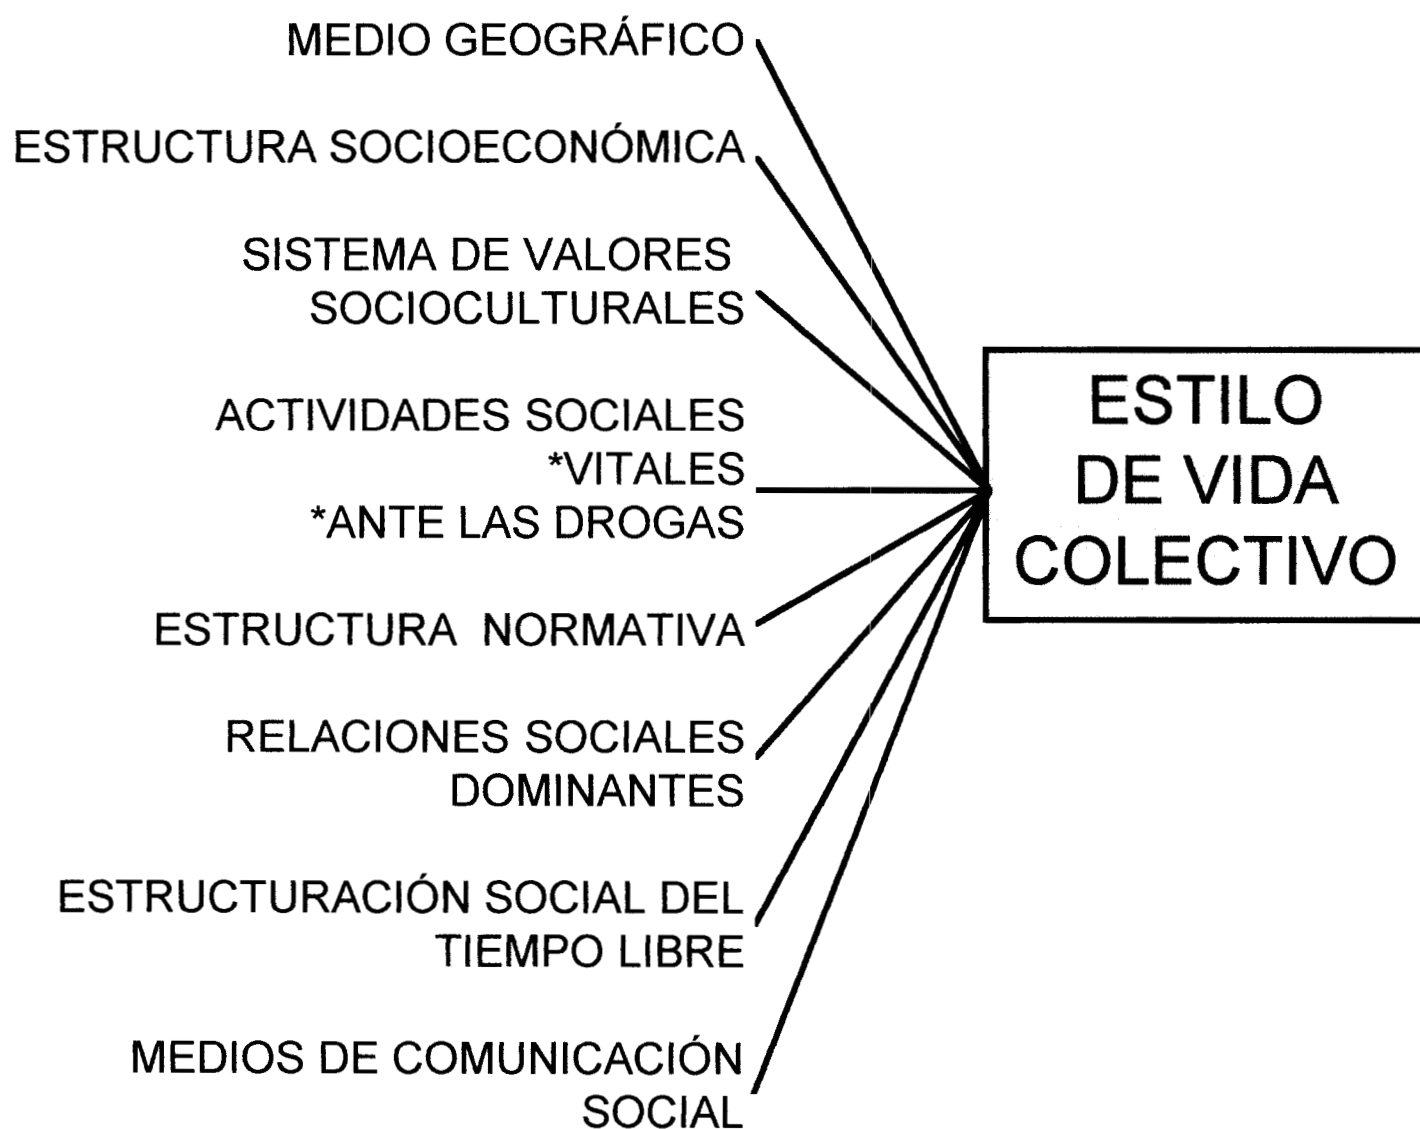 MEDIO GEOGRÁFICO
ESTRUCTURA SOCIOECONÓMICA
SISTEMA DE VALORES
SOCIOCULTURALES
ACTIVIDADES SOCIALES
*VITALES
*ANTE LAS DROGAS
ESTRUCTURA NORMATIVA
RELACIONES SOCIALES
DOMINANTES
ESTRUCTURACIÓN SOCIAL DEL
TIEMPO LIBRE
MEDIOS DE COMUNICACIÓN
SOCIAL
ESTILO
DE VIDA
COLECTIVO